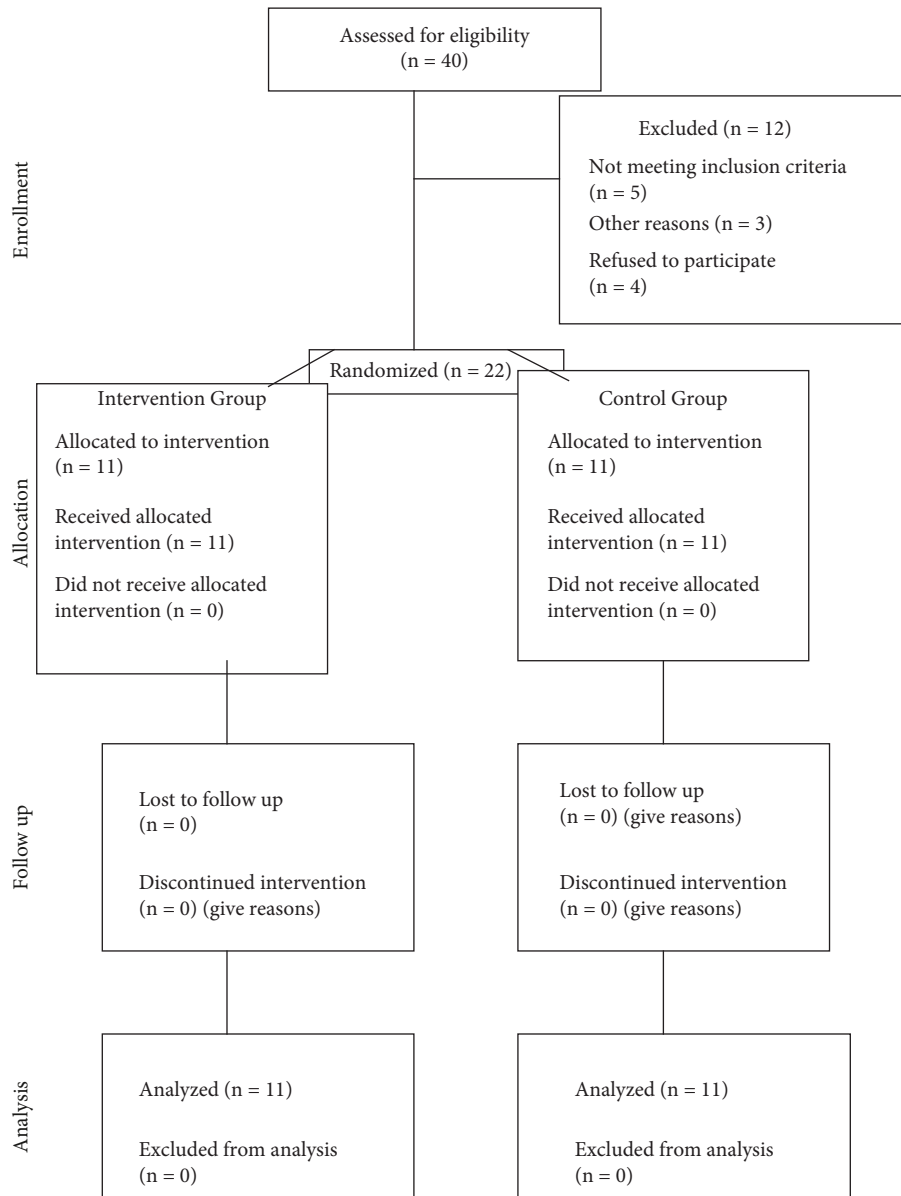 Assessed for eligibility
(n = 40)
Enrollment
Excluded (n = 12)
Not meeting inclusion criteria
(n = 5)
Other reasons (n = 3)
Refused to participate
(n = 4)
Randomized (n = 22)
Allocation
Intervention Group
Allocated to intervention
(n = 11)
Received allocated
intervention (n = 11)
Did not receive allocated
intervention (n = 0)
Control Group
Allocated to intervention
(n = 11)
Received allocated
intervention (n = 11)
Did not receive allocated
intervention (n = 0)
Follow up
Lost to follow up
(n = 0)
Discontinued intervention
(n = 0) (give reasons)
Lost to follow up
(n = 0) (give reasons)
Discontinued intervention
(n = 0) (give reasons)
Analysis
Analyzed (n = 11)
Excluded from analysis
(n = 0)
Analyzed (n = 11)
Excluded from analysis
(n = 0)